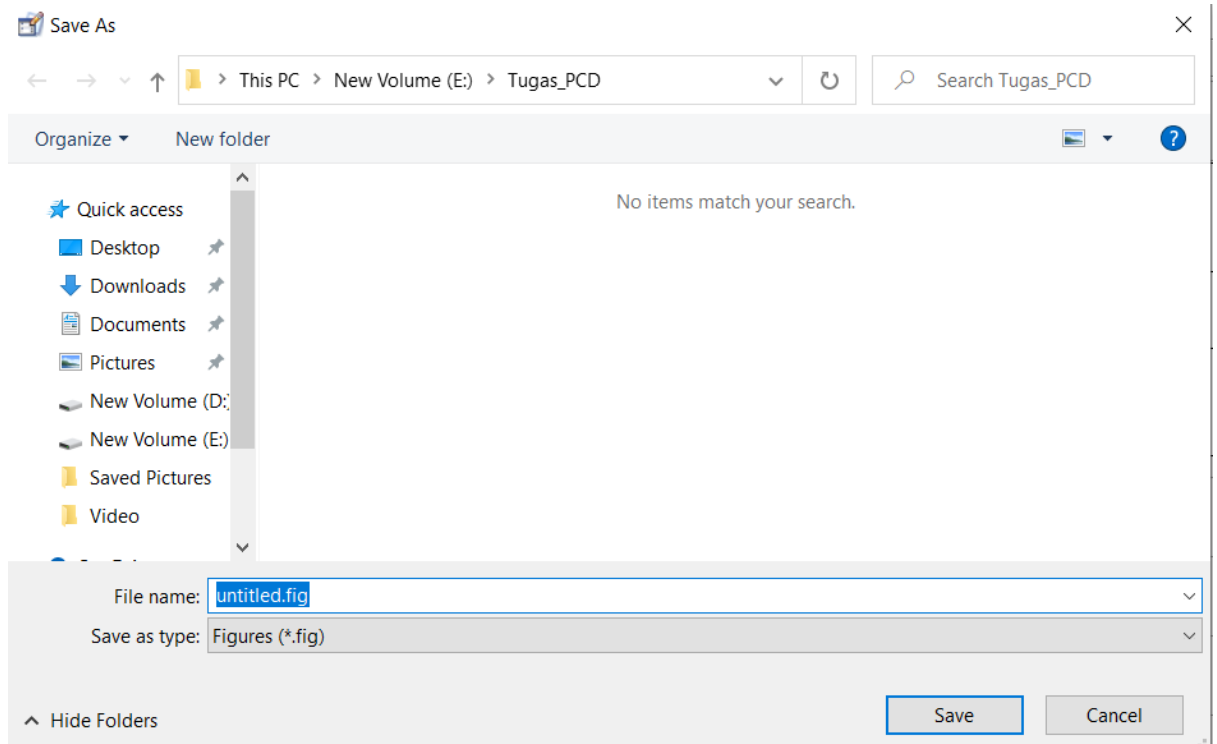 Save As
This PC > New Volume (E:) > Tugas_PCD
Search Tugas_PCD
Organize
New folder
?
No items match your search.
Quick access
Desktop
Downloads
Documents
Pictures
New Volume (D:)
New Volume (E:)
Saved Pictures
Video
File name: untitled.fig
Save as type: Figures (*.fig)
Hide Folders
Save
Cancel